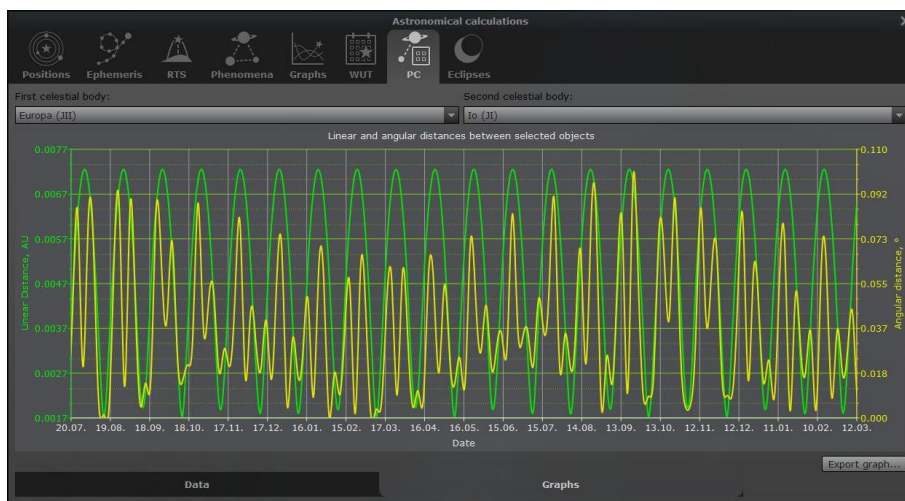 Astronomical calculations
Positions Ephemeris RTS Phenomena Graphs WUT PC Eclipses
First celestial body: Second celestial body:
Europa (JII) Io (JI)
Linear and angular distances between selected objects
0.0077 0.110
0.0067 0.092
0.0057 0.073
0.0047 0.055
0.0037 0.037
0.0027 0.018
0.0017 0.000
Linear Distance, AU
Angular distance, °
20.07. 19.08. 18.09. 18.10. 17.11. 17.12. 16.01. 15.02. 17.03. 16.04. 16.05. 15.06. 15.07. 14.08. 13.09. 13.10. 12.11. 12.12. 11.01. 10.02. 12.03.
Date
Export graph...
Data Graphs